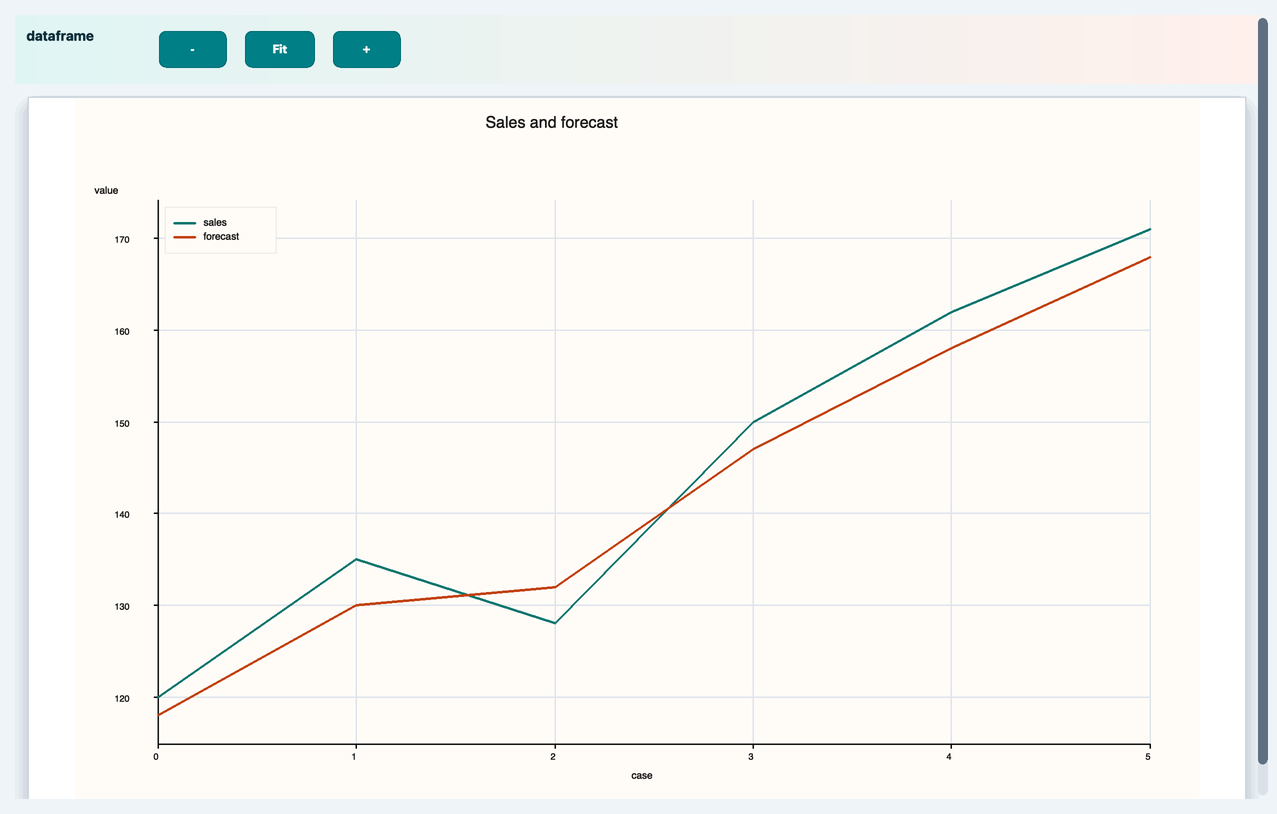 dataframe
-
Fit
+
Sales and forecast
value
sales
forecast
170
160
150
140
130
120
0
1
2
3
4
5
case